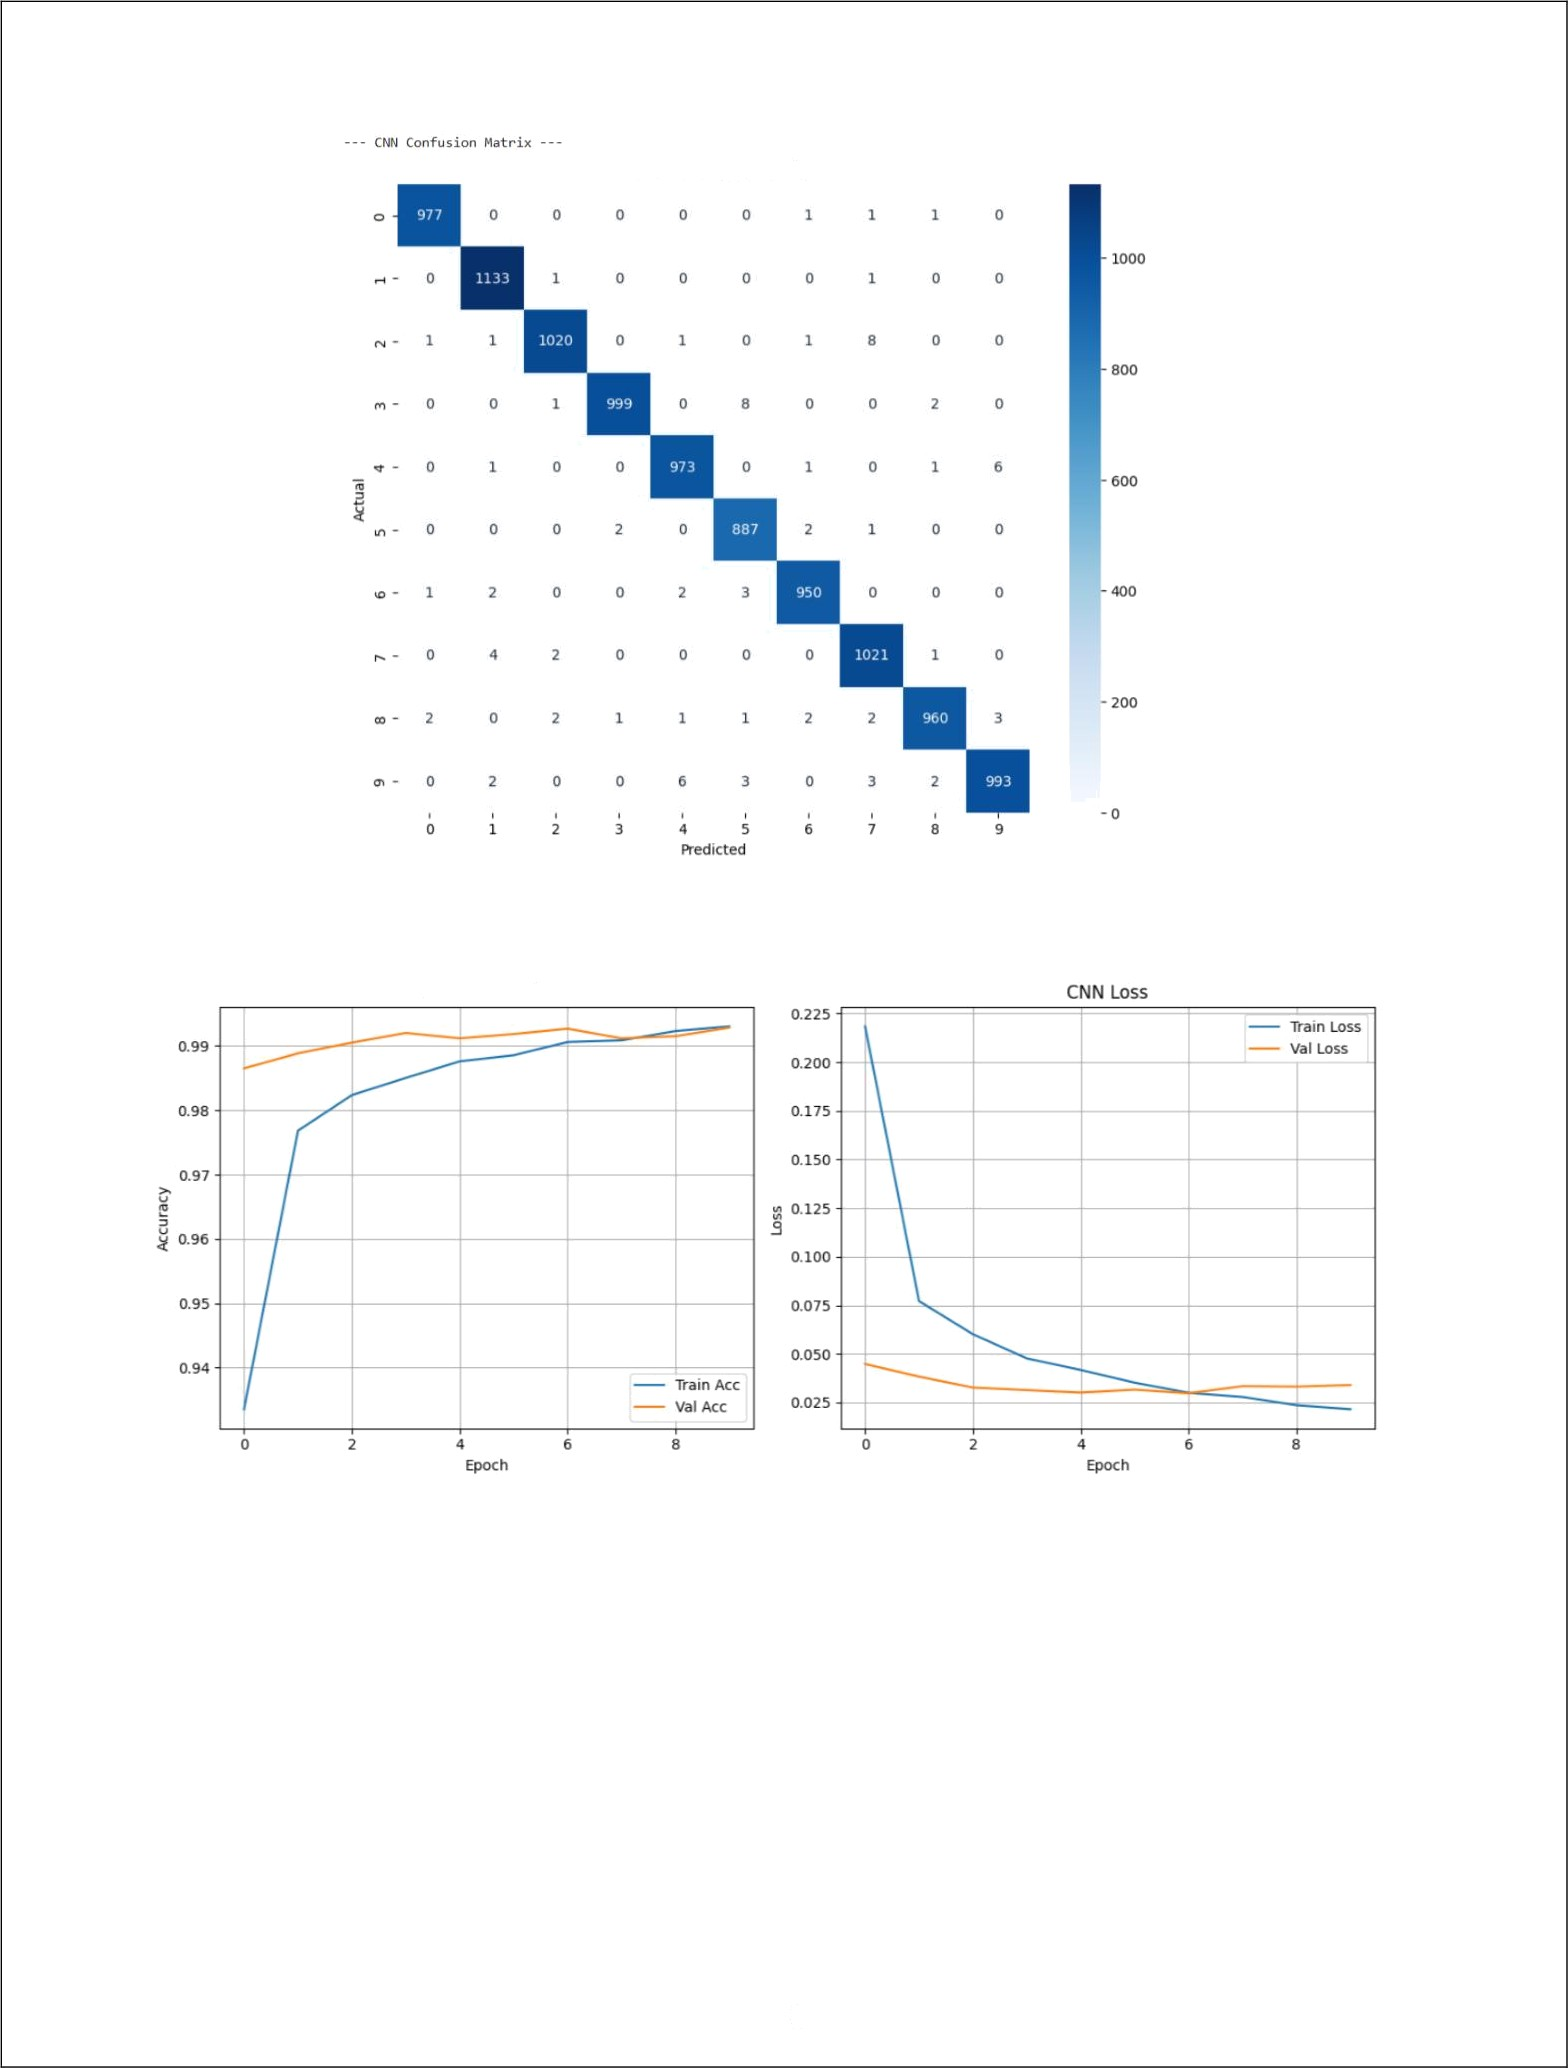 --- CNN Confusion Matrix ---
0 977 0 0 0 0 0 1 1 1 0
1 0 1133 1 0 0 0 0 1 0 0
2 1 1 1020 0 1 0 1 8 0 0
3 0 0 1 999 0 8 0 0 2 0
4 0 1 0 0 973 0 1 0 1 6
5 0 0 0 2 0 887 2 1 0 0
6 1 2 0 0 2 3 950 0 0 0
7 0 4 2 0 0 0 0 1021 1 0
8 2 0 2 1 1 1 2 2 960 3
9 0 2 0 0 6 3 0 3 2 993
0 1 2 3 4 5 6 7 8 9
Predicted
Actual
1000
800
600
400
200
0
0.99
0.98
0.97
0.96
0.95
0.94
Accuracy
Train Acc
Val Acc
0 2 4 6 8
Epoch
CNN Loss
0.225
0.200
0.175
0.150
0.125
0.100
0.075
0.050
0.025
Loss
Train Loss
Val Loss
0 2 4 6 8
Epoch